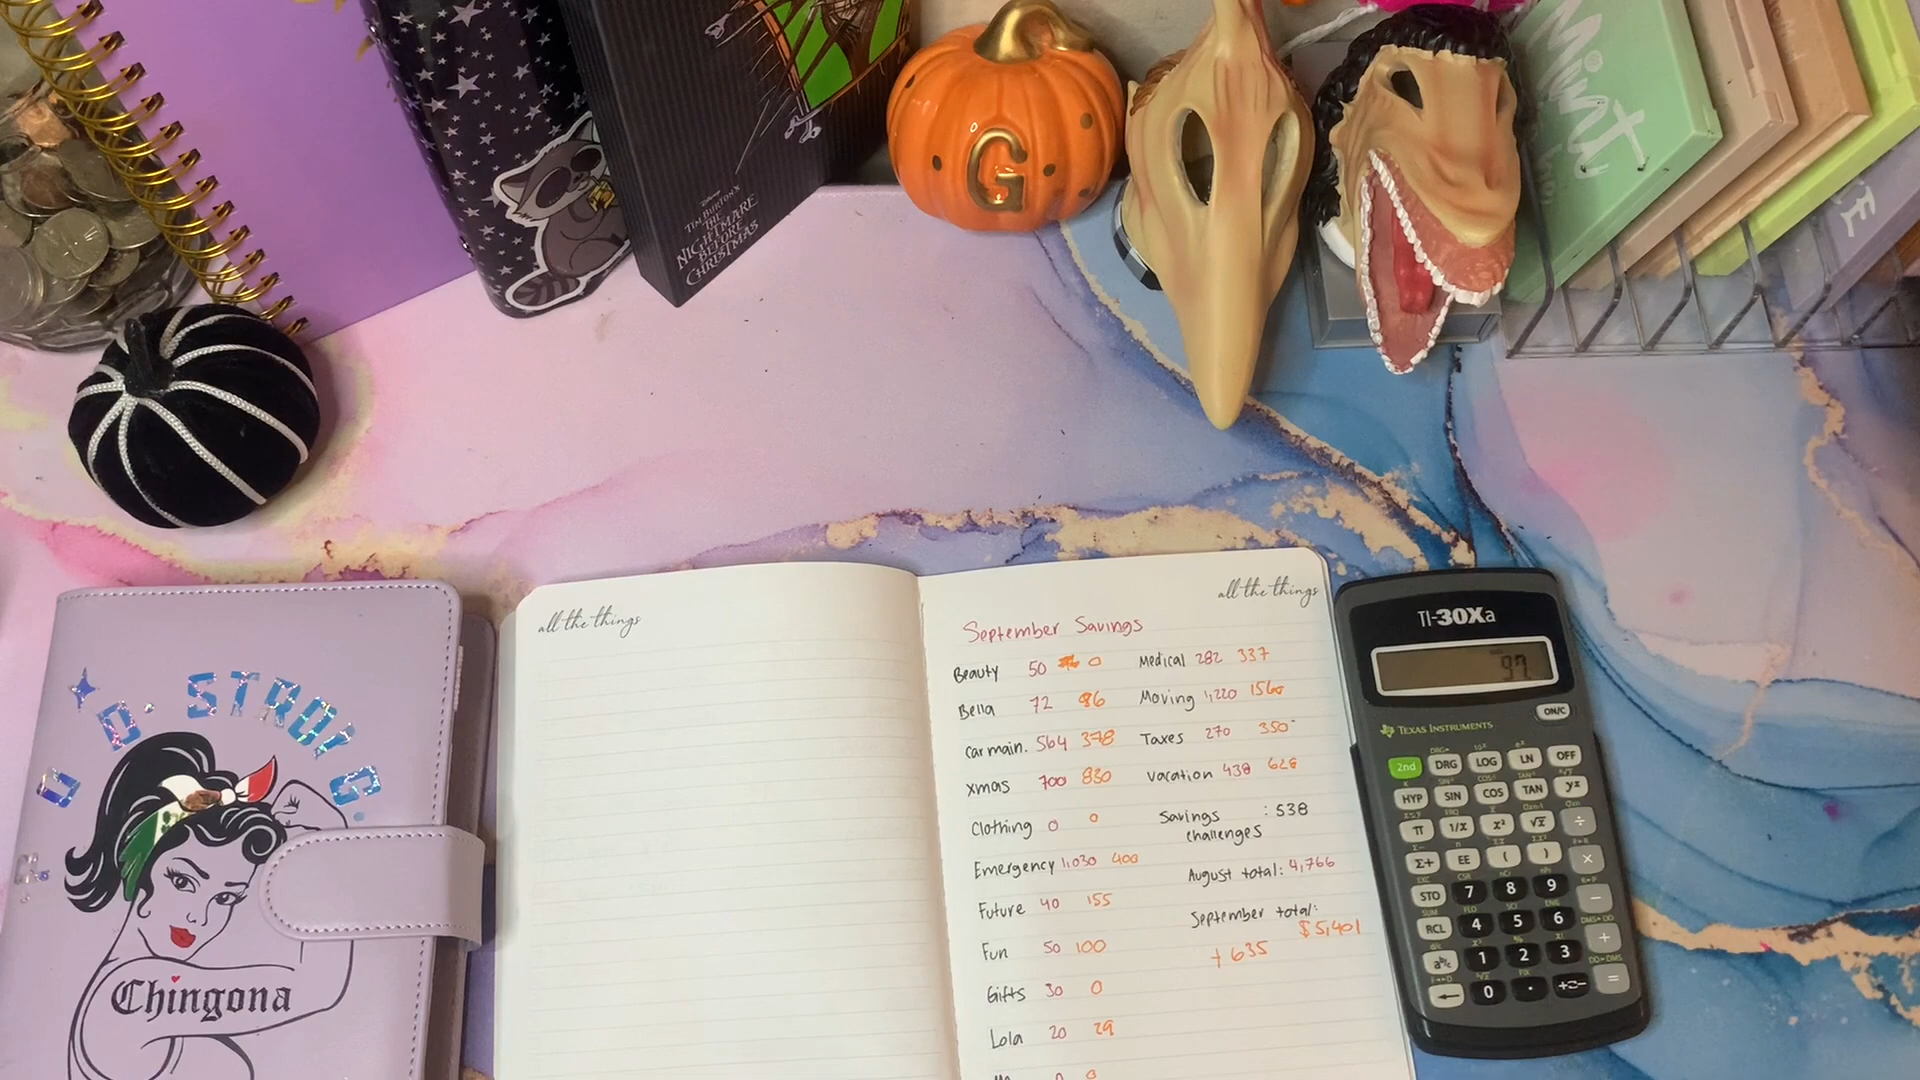 Mint
TIM BURTON'S
THE
NIGHTMARE
BEFORE
CHRISTMAS
G
all the things
all the things
September Savings
Beauty 50 0
Bella 72 86
car main. 564 378
xmas 700 830
Clothing 0 0
Emergency 1,030 400
Future 40 155
Fun 50 100
Gifts 30 0
Lola 20 29
Medical 282 337
Moving 1,220 1560
Taxes 270 350
vacation 438 628
Savings : 538
challenges
August total: 4,766
September total:
$5,401
+ 635
STRONG
Chingona
TI-30Xa
97
TEXAS INSTRUMENTS
ON/C
2nd DRG LOG LN OFF
HYP SIN COS TAN yˣ
π 1/x x² √x ÷
Σ+ EE ( ) ×
STO 7 8 9 −
RCL 4 5 6 +
a b/c 1 2 3 =
← 0 . +⇆−